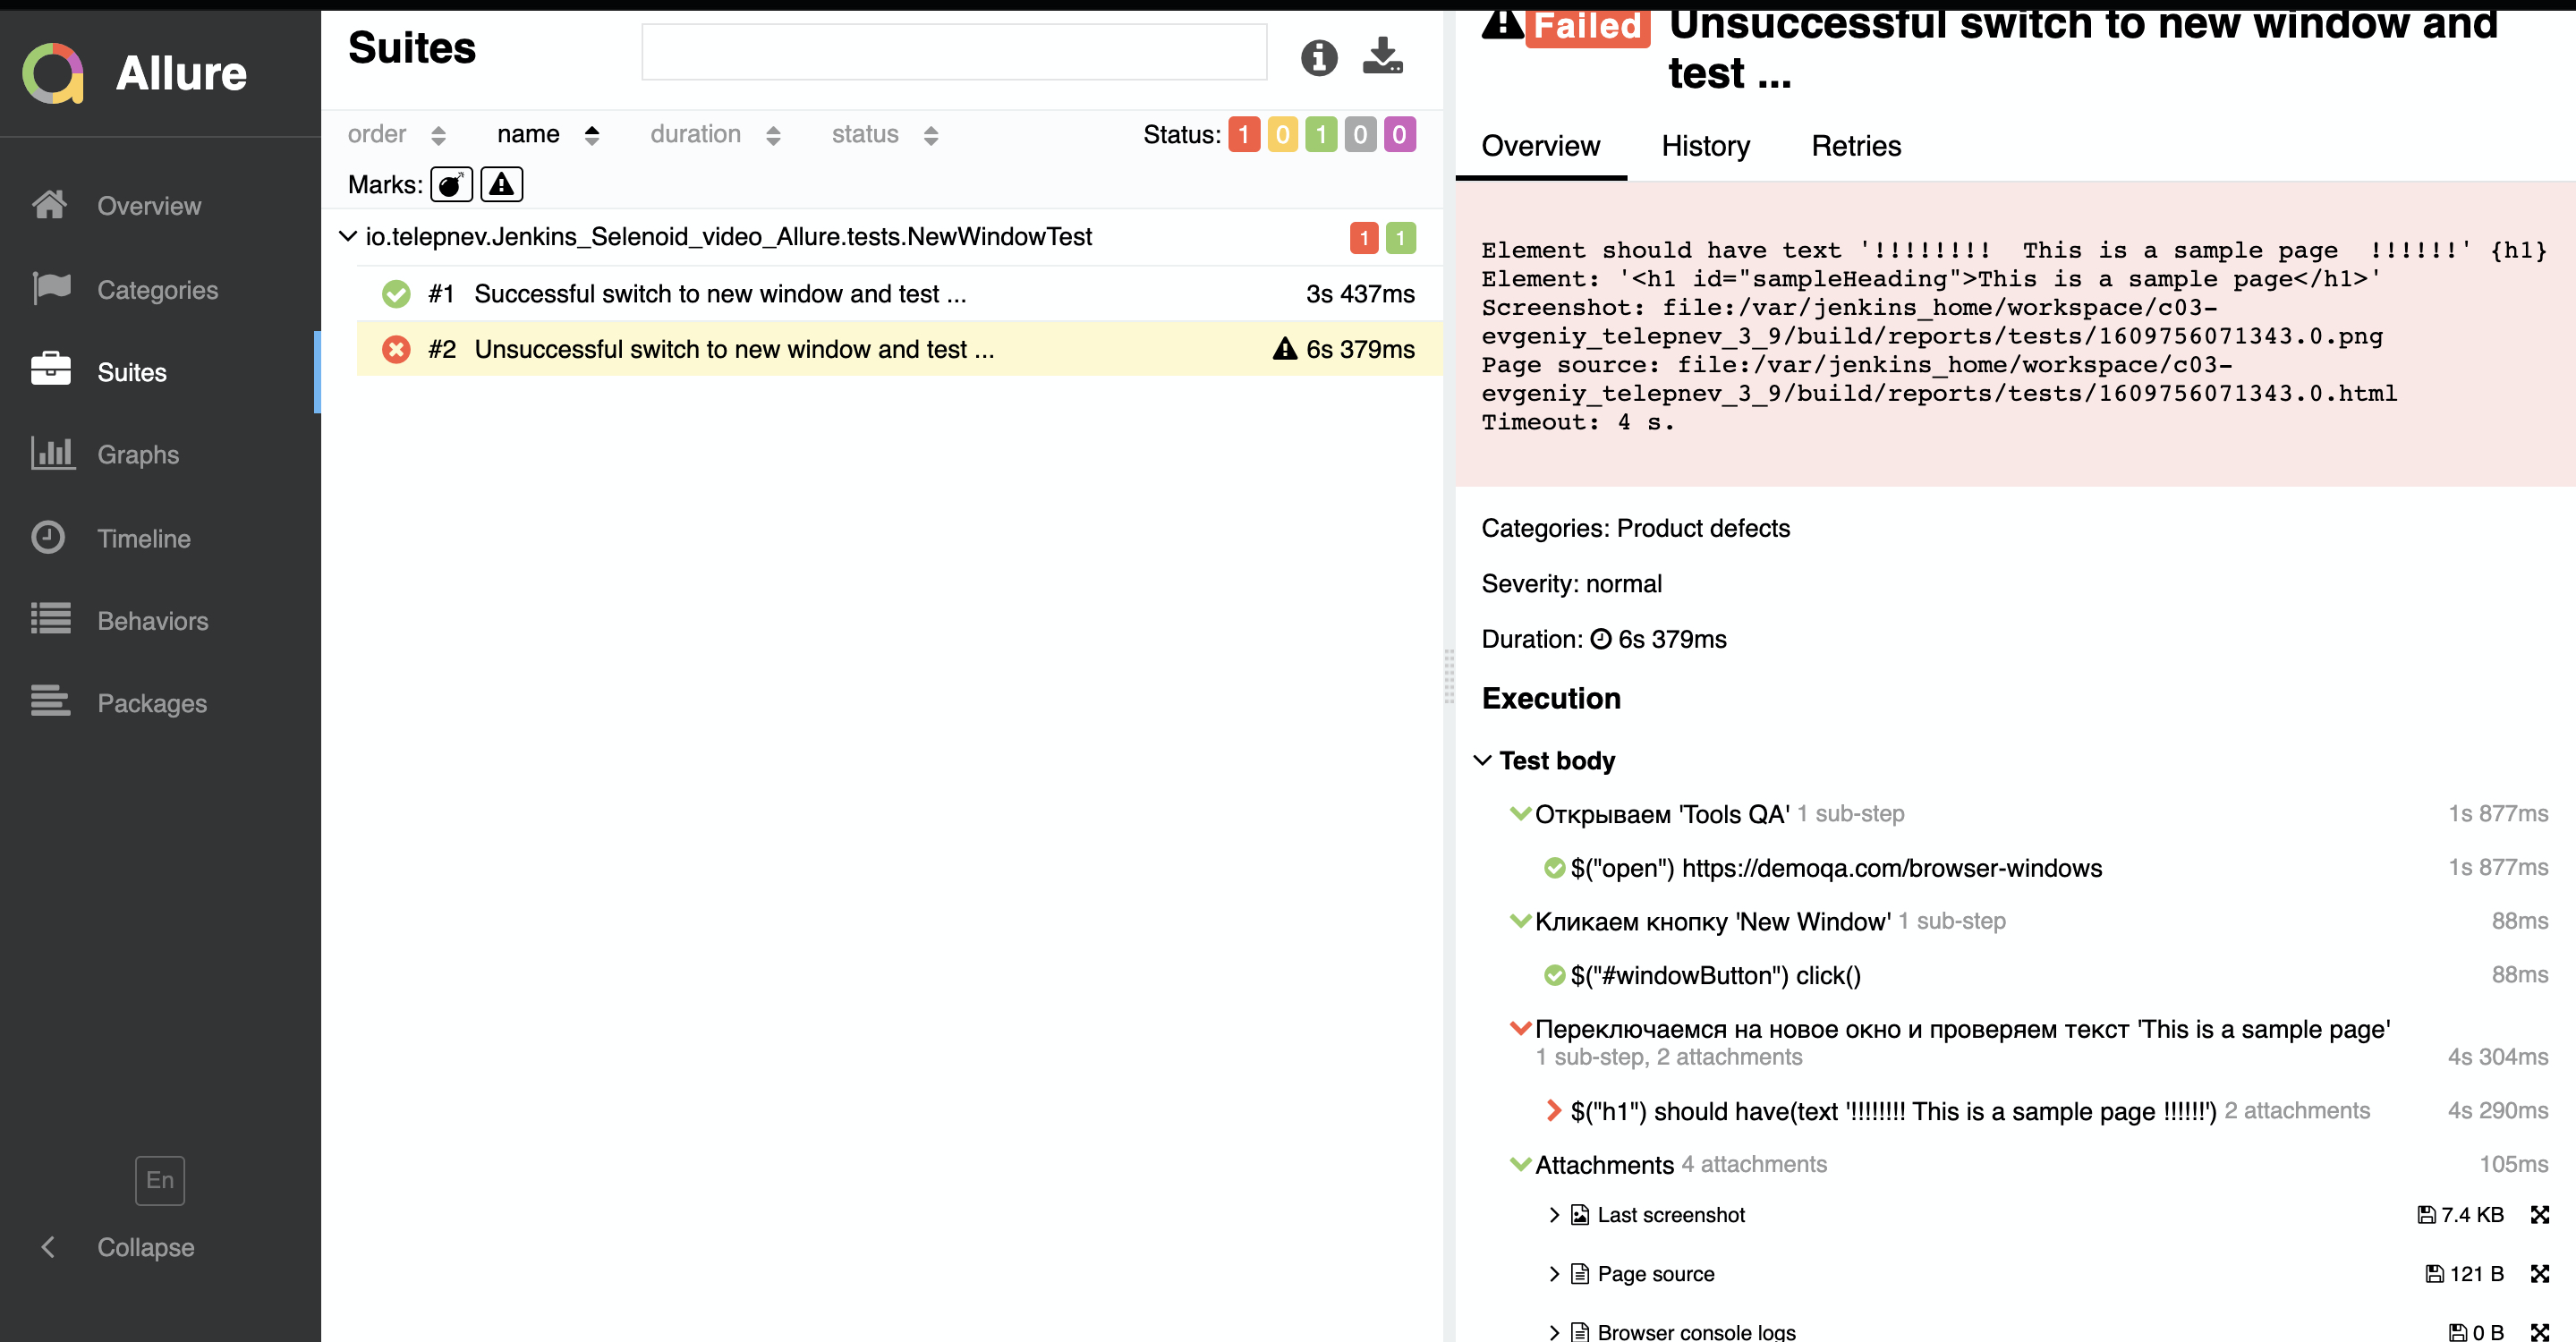 Allure
Overview
Categories
Suites
Graphs
Timeline
Behaviors
Packages
En
Collapse
Suites
order name duration status Status: 1 0 1 0 0
Marks:
io.telepnev.Jenkins_Selenoid_video_Allure.tests.NewWindowTest 1 1
#1 Successful switch to new window and test ... 3s 437ms
#2 Unsuccessful switch to new window and test ... 6s 379ms
Failed Unsuccessful switch to new window and
test ...
Overview History Retries
Element should have text '!!!!!!!!  This is a sample page  !!!!!!' {h1}
Element: '<h1 id="sampleHeading">This is a sample page</h1>'
Screenshot: file:/var/jenkins_home/workspace/c03-
evgeniy_telepnev_3_9/build/reports/tests/1609756071343.0.png
Page source: file:/var/jenkins_home/workspace/c03-
evgeniy_telepnev_3_9/build/reports/tests/1609756071343.0.html
Timeout: 4 s.
Categories: Product defects
Severity: normal
Duration: 6s 379ms
Execution
Test body
Открываем 'Tools QA' 1 sub-step 1s 877ms
$("open") https://demoqa.com/browser-windows 1s 877ms
Кликаем кнопку 'New Window' 1 sub-step 88ms
$("#windowButton") click() 88ms
Переключаемся на новое окно и проверяем текст 'This is a sample page'
1 sub-step, 2 attachments 4s 304ms
$("h1") should have(text '!!!!!!!! This is a sample page !!!!!!') 2 attachments 4s 290ms
Attachments 4 attachments 105ms
Last screenshot 7.4 KB
Page source 121 B
Browser console logs 0 B